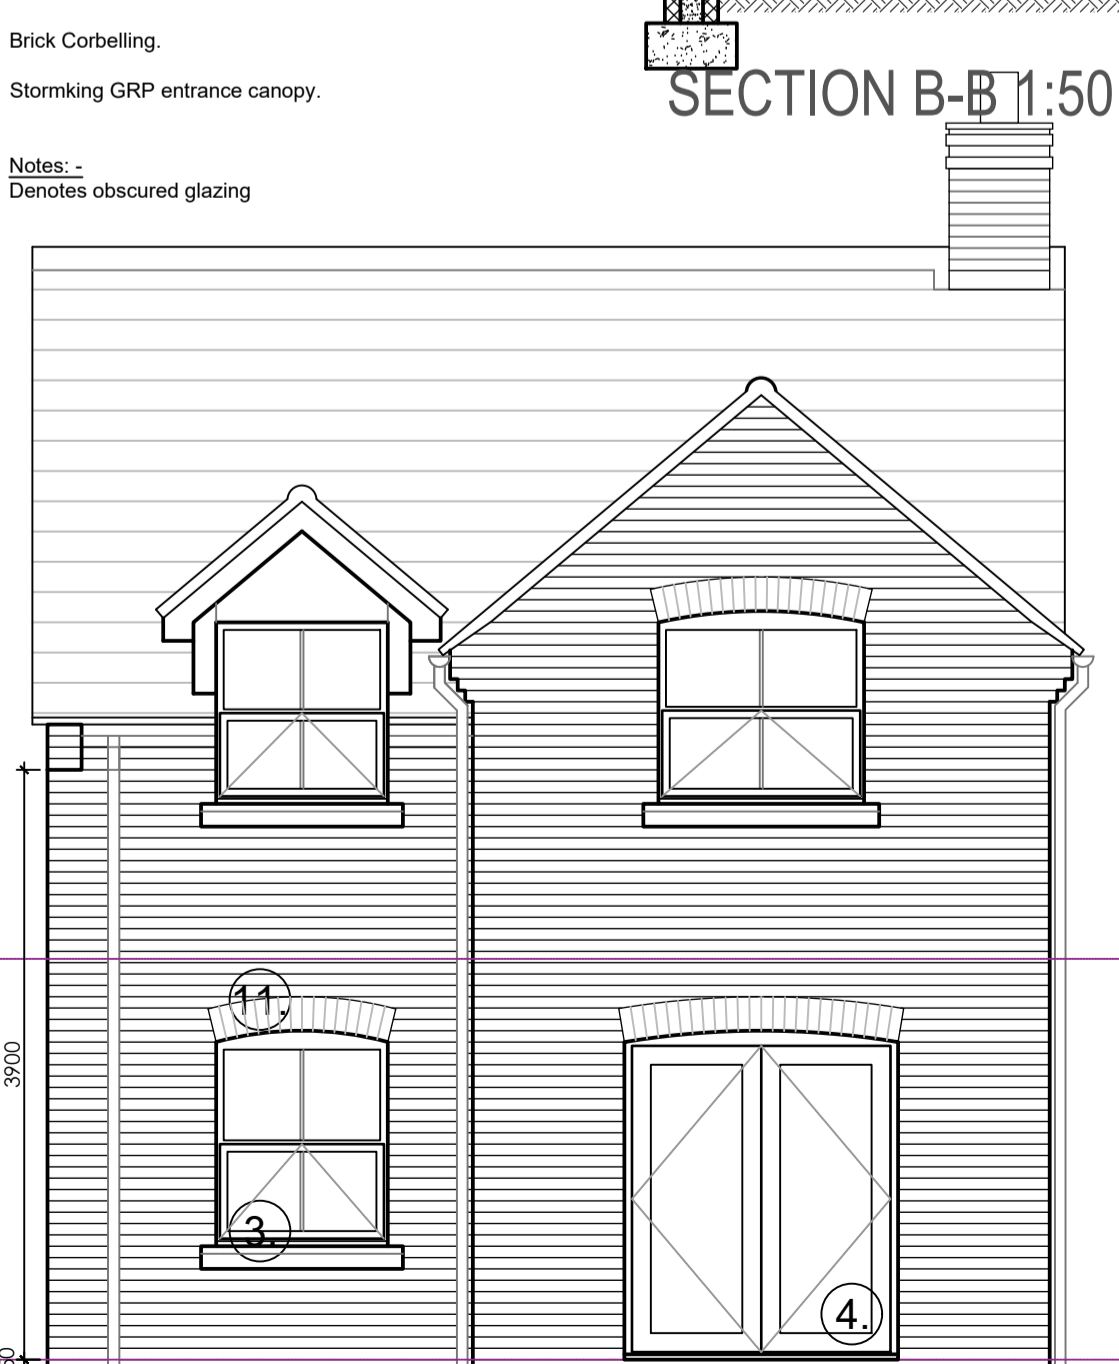 Brick Corbelling.
Stormking GRP entrance canopy.
SECTION B-B 1:50
Notes: -
Denotes obscured glazing
11.
3900
3.
4.